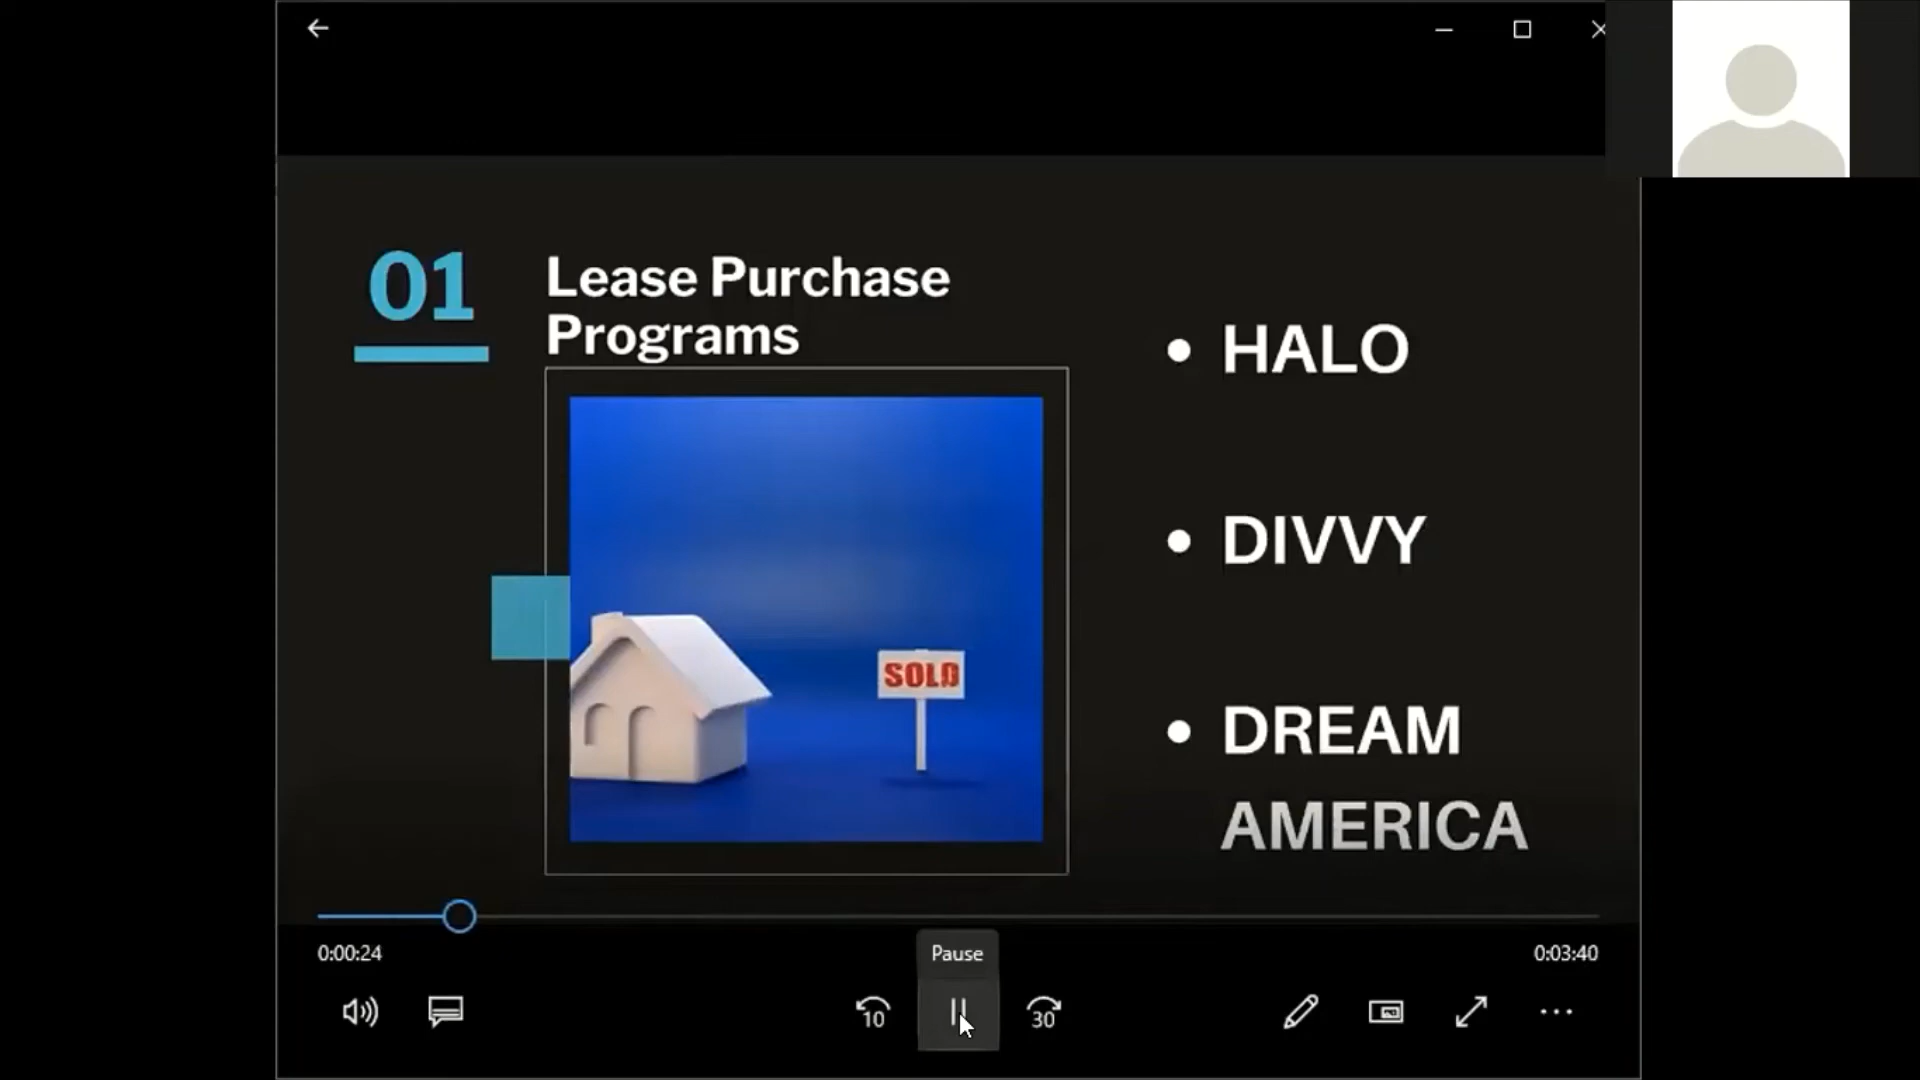 01
Lease Purchase
Programs
• HALO
• DIVVY
• DREAM
AMERICA
SOLD
0:00:24
Pause
0:03:40
10
30